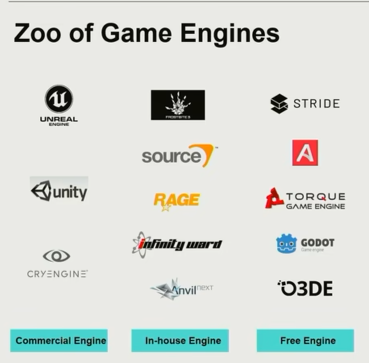 Zoo of Game Engines
UNREAL
ENGINE
unity
CRYENGINE
Commercial Engine
FROSTBITE
source
RAGE
infinity ward
Anvil next
In-house Engine
STRIDE
A
TORQUE
GAME ENGINE
GODOT
Game engine
O3DE
Free Engine